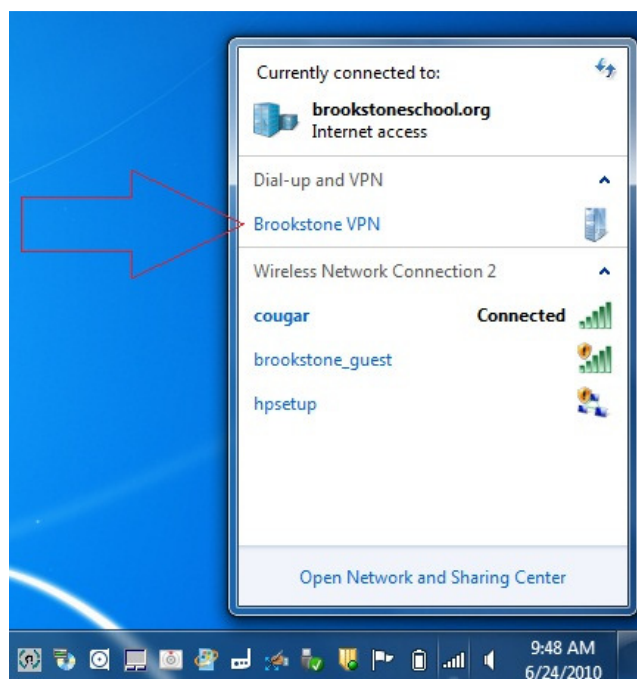 Currently connected to:
brookstoneschool.org
Internet access
Dial-up and VPN
Brookstone VPN
Wireless Network Connection 2
cougar Connected
brookstone_guest
hpsetup
Open Network and Sharing Center
9:48 AM
6/24/2010